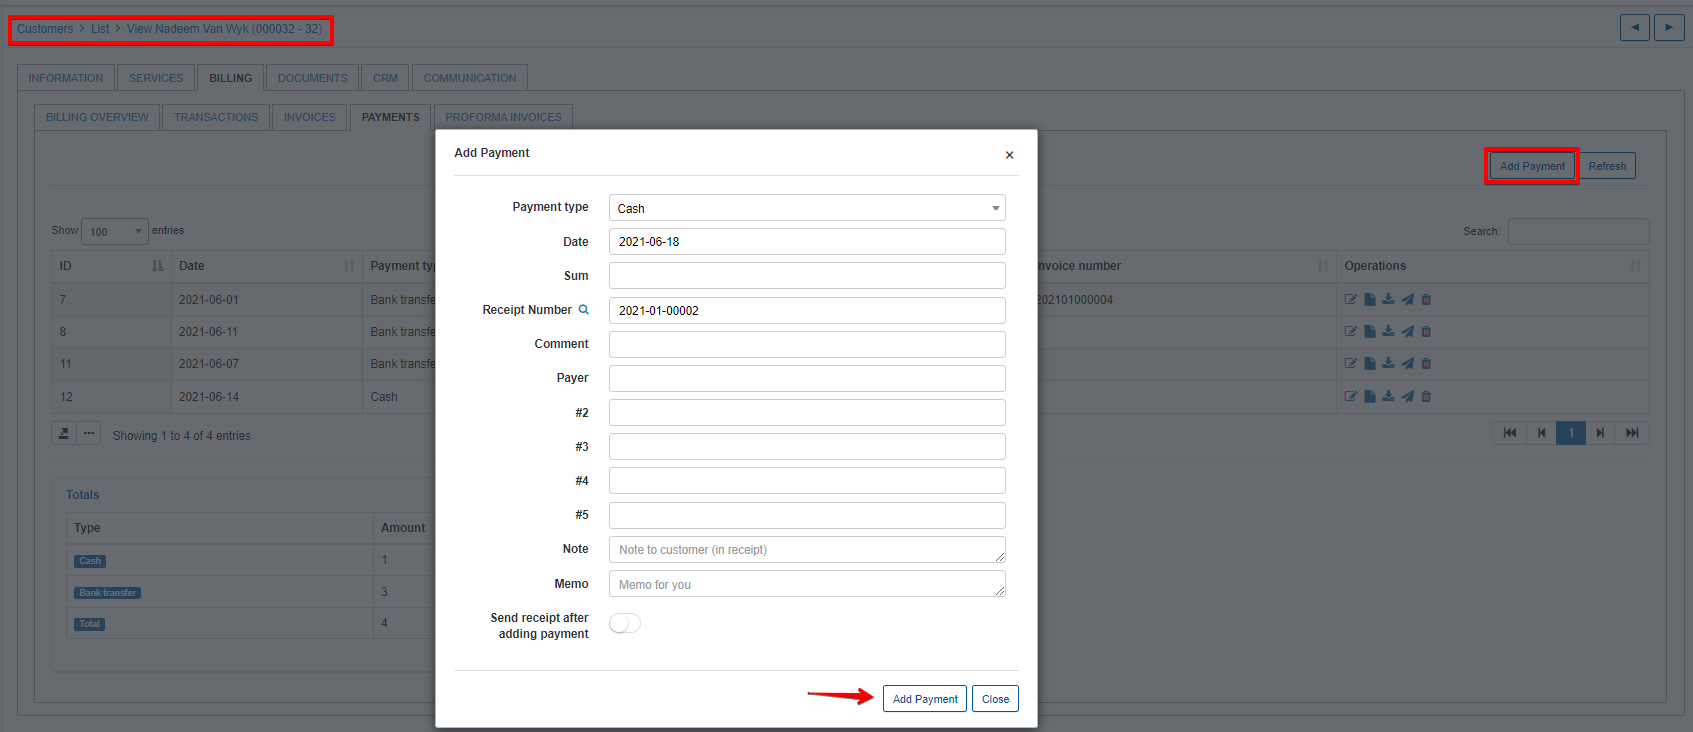 Customers > List > View Nadeem Van Wyk (000032 - 32)
INFORMATION SERVICES BILLING DOCUMENTS CRM COMMUNICATION
BILLING OVERVIEW TRANSACTIONS INVOICES PAYMENTS PROFORMA INVOICES
Add Payment Refresh
Show 100 entries Search:
ID Date Payment typ nvoice number Operations
7 2021-06-01 Bank transfe 202101000004
8 2021-06-11 Bank transfe
11 2021-06-07 Bank transfe
12 2021-06-14 Cash
Showing 1 to 4 of 4 entries 1
Totals
Type Amount
Cash 1
Bank transfer 3
Total 4
Add Payment ×
Payment type Cash
Date 2021-06-18
Sum
Receipt Number 2021-01-00002
Comment
Payer
#2
#3
#4
#5
Note Note to customer (in receipt)
Memo Memo for you
Send receipt after
adding payment
Add Payment Close